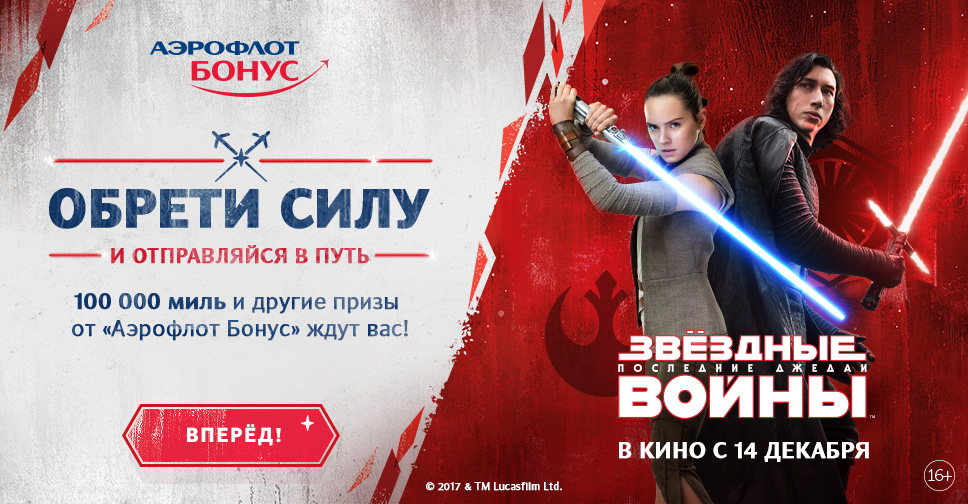 АЭРОФЛОТ
БОНУС
ОБРЕТИ СИЛУ
И ОТПРАВЛЯЙСЯ В ПУТЬ
100 000 миль и другие призы
от «Аэрофлот Бонус» ждут вас!
ВПЕРЁД!
ЗВЁЗДНЫЕ
ПОСЛЕДНИЕ ДЖЕДАИ
ВОЙНЫ™
В КИНО С 14 ДЕКАБРЯ
© 2017 & TM Lucasfilm Ltd.
16+